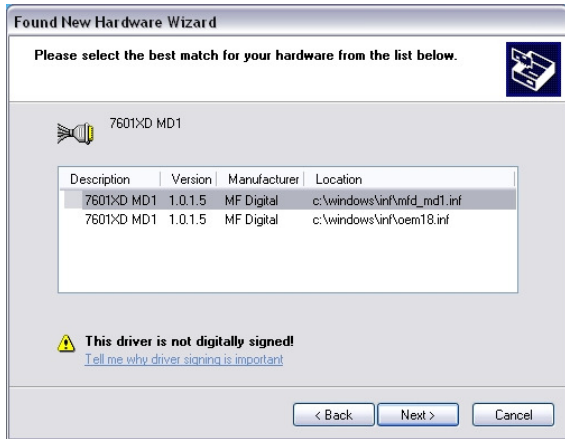 Found New Hardware Wizard
Please select the best match for your hardware from the list below.
7601XD MD1
Description Version Manufacturer Location
7601XD MD1 1.0.1.5 MF Digital c:\windows\inf\mfd_md1.inf
7601XD MD1 1.0.1.5 MF Digital c:\windows\inf\oem18.inf
This driver is not digitally signed!
Tell me why driver signing is important
< Back Next > Cancel